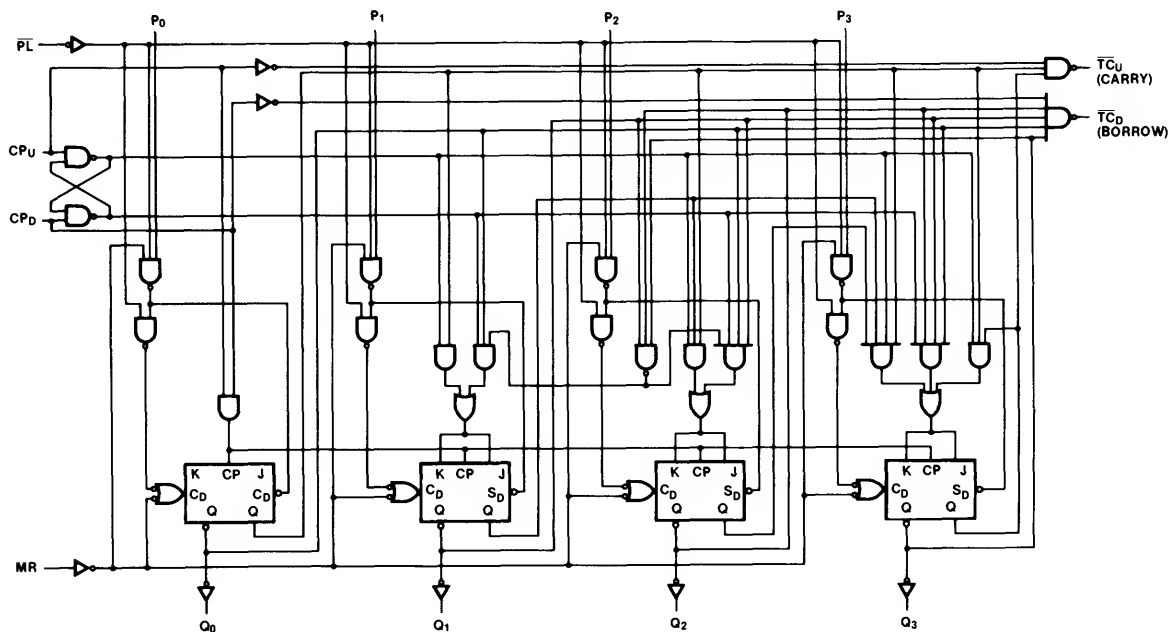 P0 P1 P2 P3
PL
TCU
(CARRY)
TCD
(BORROW)
CPU
CPD
K CP J
CD CD
Q Q
K CP J
CD SD
Q Q
K CP J
CD SD
Q Q
K CP J
CD SD
Q Q
MR
Q0 Q1 Q2 Q3